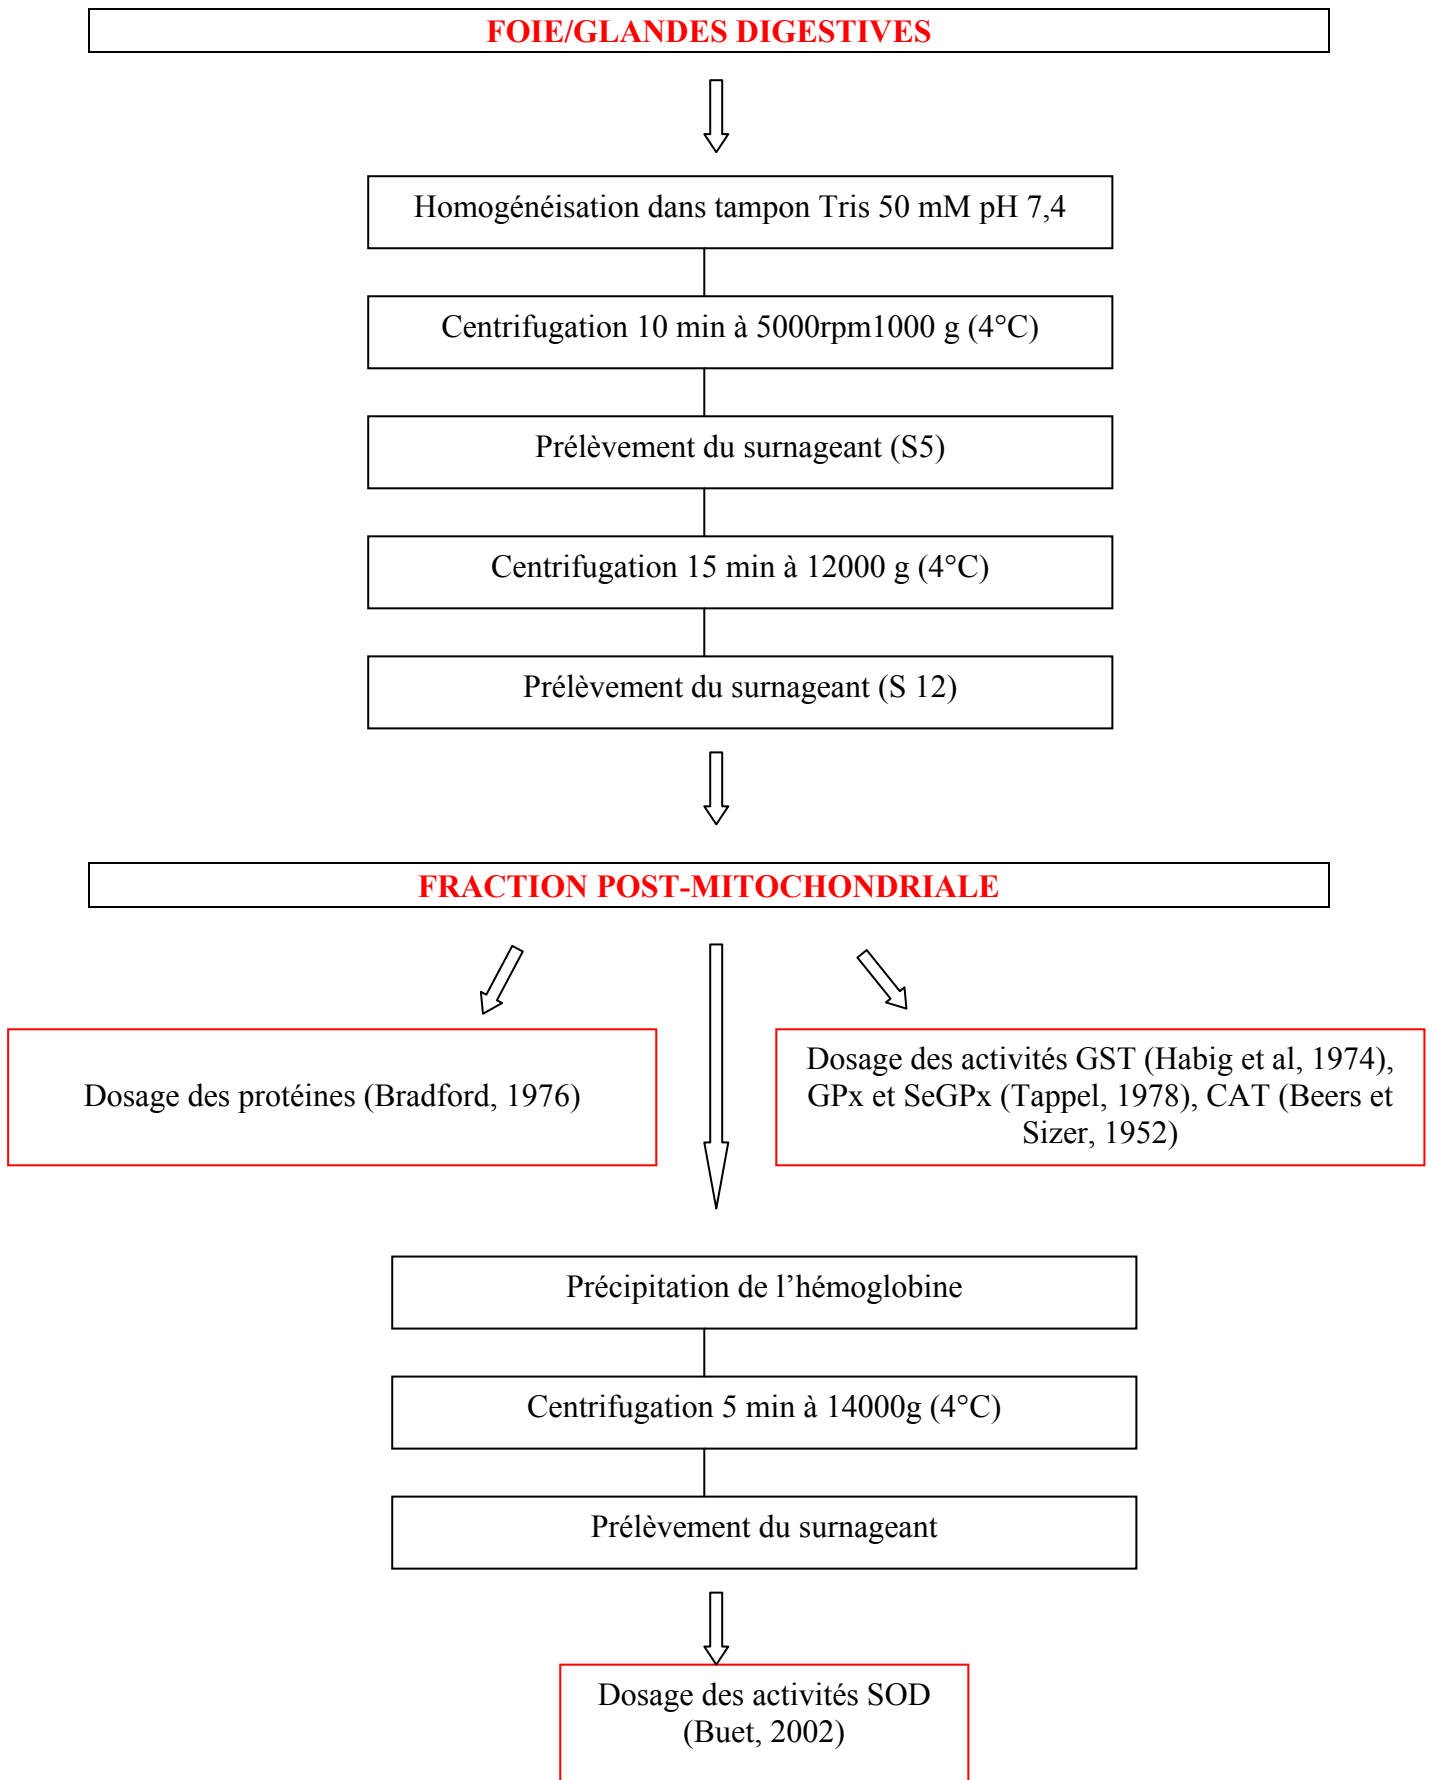 FOIE/GLANDES DIGESTIVES
Homogénéisation dans tampon Tris 50 mM pH 7,4
Centrifugation 10 min à 5000rpm1000 g (4°C)
Prélèvement du surnageant (S5)
Centrifugation 15 min à 12000 g (4°C)
Prélèvement du surnageant (S 12)
FRACTION POST-MITOCHONDRIALE
Dosage des protéines (Bradford, 1976)
Dosage des activités GST (Habig et al, 1974),
GPx et SeGPx (Tappel, 1978), CAT (Beers et
Sizer, 1952)
Précipitation de l’hémoglobine
Centrifugation 5 min à 14000g (4°C)
Prélèvement du surnageant
Dosage des activités SOD
(Buet, 2002)